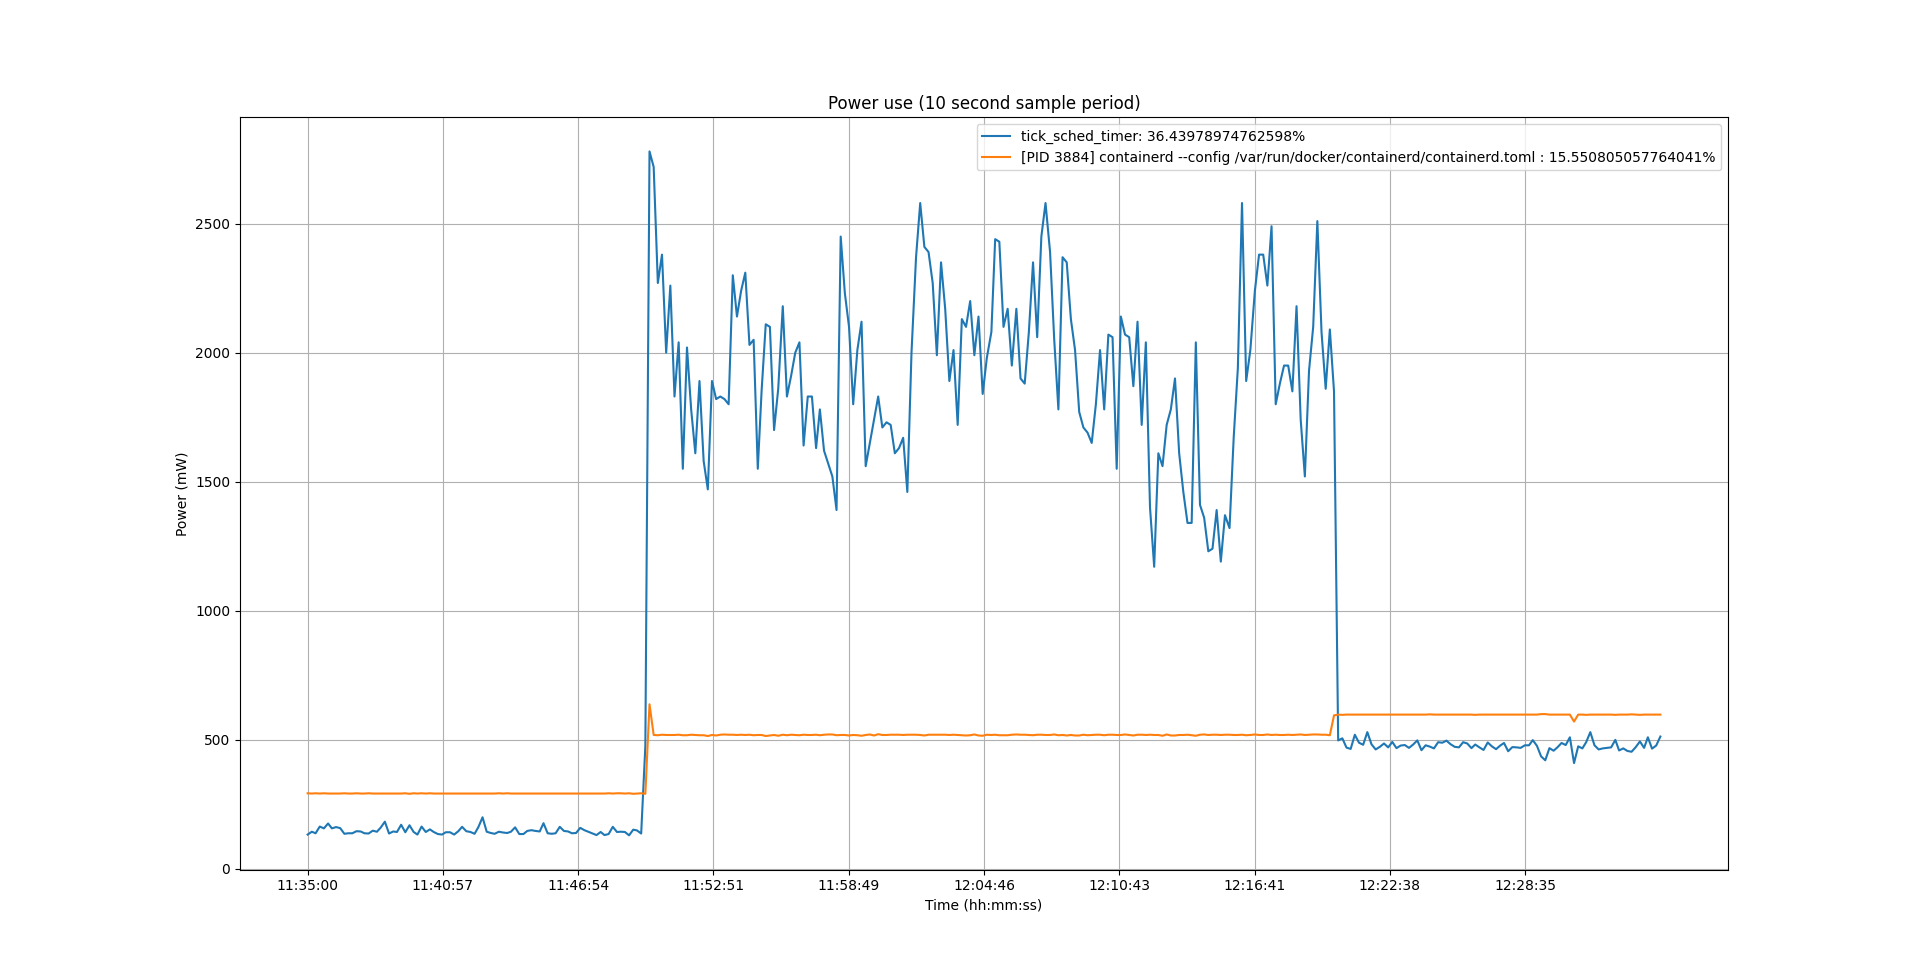 Power use (10 second sample period)
tick_sched_timer: 36.43978974762598%
[PID 3884] containerd --config /var/run/docker/containerd/containerd.toml : 15.550805057764041%
Power (mW)
2500
2000
1500
1000
500
0
11:35:00 11:40:57 11:46:54 11:52:51 11:58:49 12:04:46 12:10:43 12:16:41 12:22:38 12:28:35
Time (hh:mm:ss)